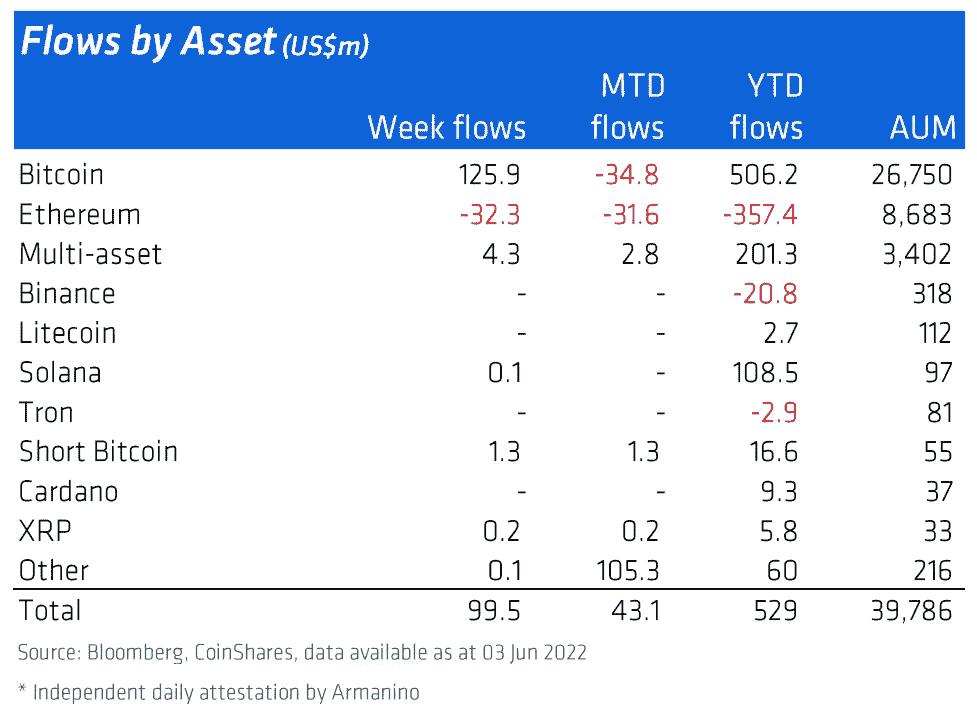 Flows by Asset (US$m)
MTD YTD
Week flows flows flows AUM
Bitcoin 125.9 -34.8 506.2 26,750
Ethereum -32.3 -31.6 -357.4 8,683
Multi-asset 4.3 2.8 201.3 3,402
Binance - - -20.8 318
Litecoin - - 2.7 112
Solana 0.1 - 108.5 97
Tron - - -2.9 81
Short Bitcoin 1.3 1.3 16.6 55
Cardano - - 9.3 37
XRP 0.2 0.2 5.8 33
Other 0.1 105.3 60 216
Total 99.5 43.1 529 39,786
Source: Bloomberg, CoinShares, data available as at 03 Jun 2022
* Independent daily attestation by Armanino